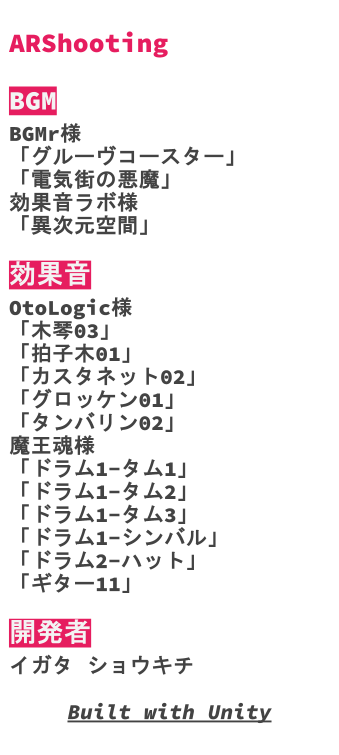 ARShooting
BGM
BGMr様
「グルーヴコースター」
「電気街の悪魔」
効果音ラボ様
「異次元空間」
効果音
OtoLogic様
「木琴03」
「拍子木01」
「カスタネット02」
「グロッケン01」
「タンバリン02」
魔王魂様
「ドラム1-タム1」
「ドラム1-タム2」
「ドラム1-タム3」
「ドラム1-シンバル」
「ドラム2-ハット」
「ギター11」
開発者
イガタ ショウキチ
Built with Unity